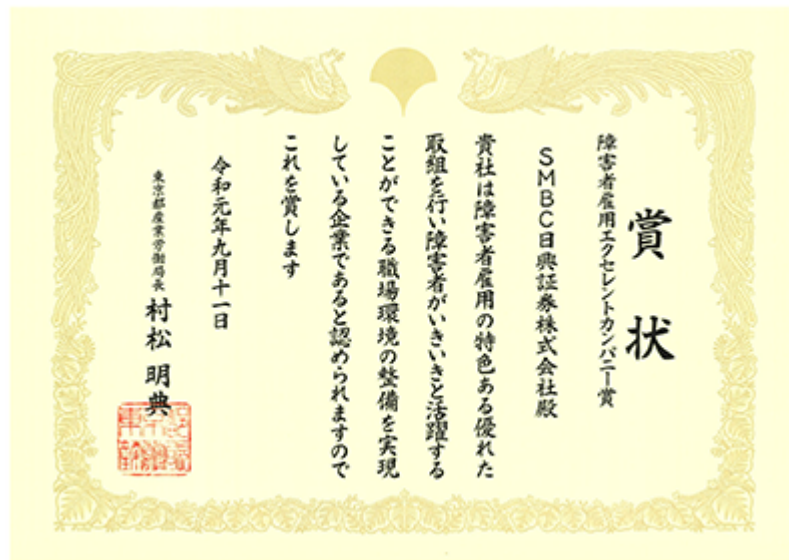 賞状
障害者雇用エクセレントカンパニー賞
SMBC日興証券株式会社殿
貴社は障害者雇用の特色ある優れた
取組を行い障害者がいきいきと活躍する
ことができる職場環境の整備を実現
している企業であると認められますので
これを賞します
令和元年九月十一日
東京都産業労働局長 村松明典